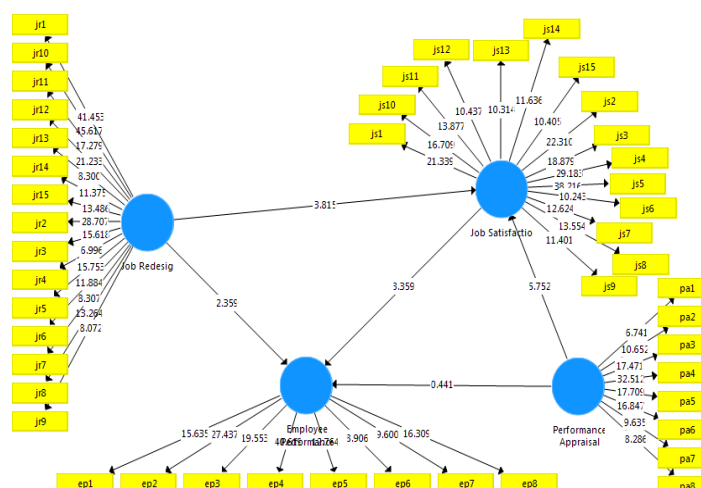 jr1
jr10
jr11
jr12
jr13
jr14
jr15
jr2
jr3
jr4
jr5
jr6
jr7
jr8
jr9
41.453
45.617
17.279
21.233
8.300
11.375
13.486
28.707
15.618
6.996
15.753
11.884
8.307
13.264
8.072
Job Redesig
3.815
2.359
3.359
5.752
0.441
js1
js10
js11
js12
js13
js14
js15
js2
js3
js4
js5
js6
js7
js8
js9
21.339
16.709
13.877
10.437
10.314
11.636
10.405
22.310
18.879
29.183
38.216
10.243
12.624
13.554
11.401
Job Satisfactio
Employee
Performance
15.635
27.437
19.553
9.600
16.309
ep1
ep2
ep3
ep4
ep5
ep6
ep7
ep8
Performance
Appraisal
6.741
10.652
17.471
32.512
17.709
16.847
9.635
8.286
pa1
pa2
pa3
pa4
pa5
pa6
pa7
pa8